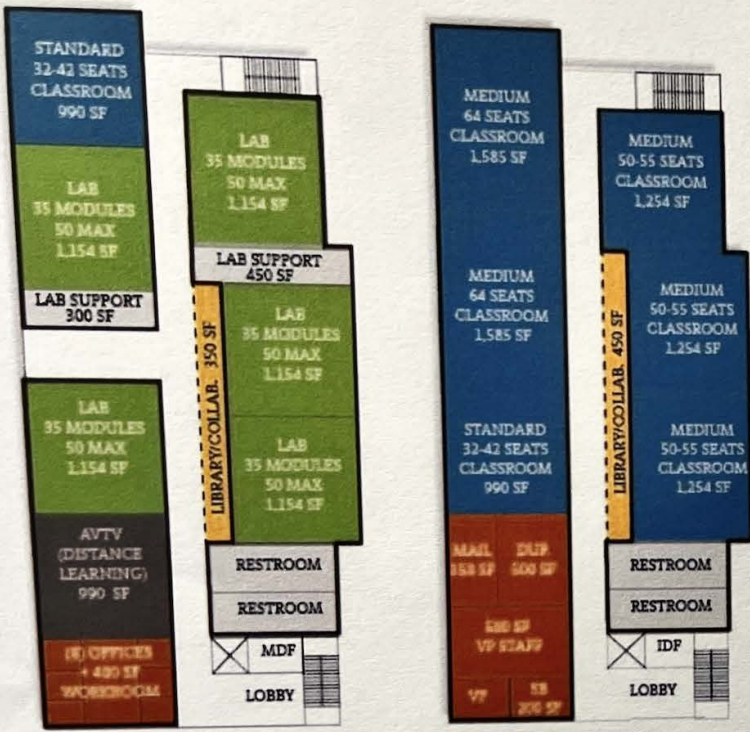 STANDARD
32-42 SEATS
CLASSROOM
990 SF
LAB
35 MODULES
50 MAX
1,154 SF
LAB SUPPORT
300 SF
LAB
35 MODULES
50 MAX
1,154 SF
AVTV
(DISTANCE
LEARNING)
990 SF
(8) OFFICES
+ 400 SF
WORKROOM
LAB
35 MODULES
50 MAX
1,154 SF
LAB SUPPORT
450 SF
LIBRARY/COLLAB. 350 SF
LAB
35 MODULES
50 MAX
1,154 SF
LAB
35 MODULES
50 MAX
1,154 SF
RESTROOM
RESTROOM
MDF
LOBBY
MEDIUM
64 SEATS
CLASSROOM
1,585 SF
MEDIUM
64 SEATS
CLASSROOM
1,585 SF
STANDARD
32-42 SEATS
CLASSROOM
990 SF
MAIL
SF
DUP.
SF
SF
VP STAFF
VP
200 SF
MEDIUM
50-55 SEATS
CLASSROOM
1,254 SF
LIBRARY/COLLAB. 450 SF
MEDIUM
50-55 SEATS
CLASSROOM
1,254 SF
MEDIUM
50-55 SEATS
CLASSROOM
1,254 SF
RESTROOM
RESTROOM
IDF
LOBBY